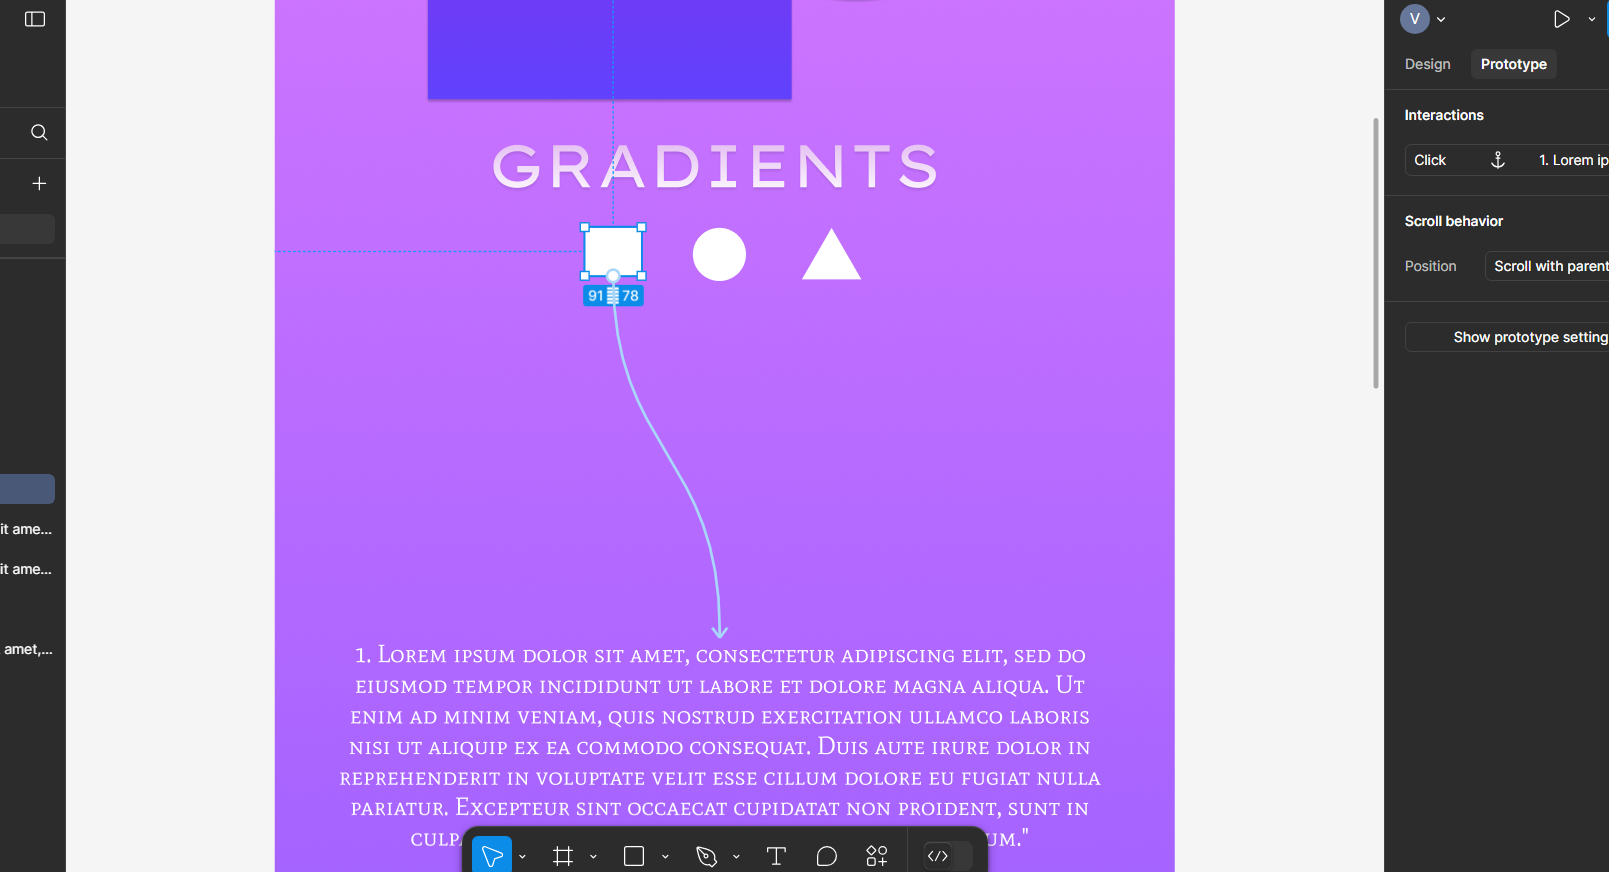 V
Design Prototype
Interactions
Click 1. Lorem ip
Scroll behavior
Position Scroll with parent
Show prototype setting
GRADIENTS
91 78
it ame...
it ame...
amet,...
1. Lorem ipsum dolor sit amet, consectetur adipiscing elit, sed do
eiusmod tempor incididunt ut labore et dolore magna aliqua. Ut
enim ad minim veniam, quis nostrud exercitation ullamco laboris
nisi ut aliquip ex ea commodo consequat. Duis aute irure dolor in
reprehenderit in voluptate velit esse cillum dolore eu fugiat nulla
pariatur. Excepteur sint occaecat cupidatat non proident, sunt in
culp um."